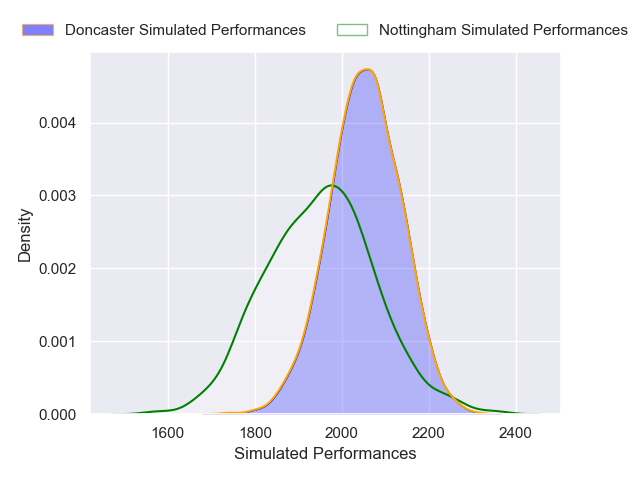 Doncaster Simulated Performances
Nottingham Simulated Performances
0.004
0.003
0.002
0.001
0.000
Density
1600
1800
2000
2200
2400
Simulated Performances